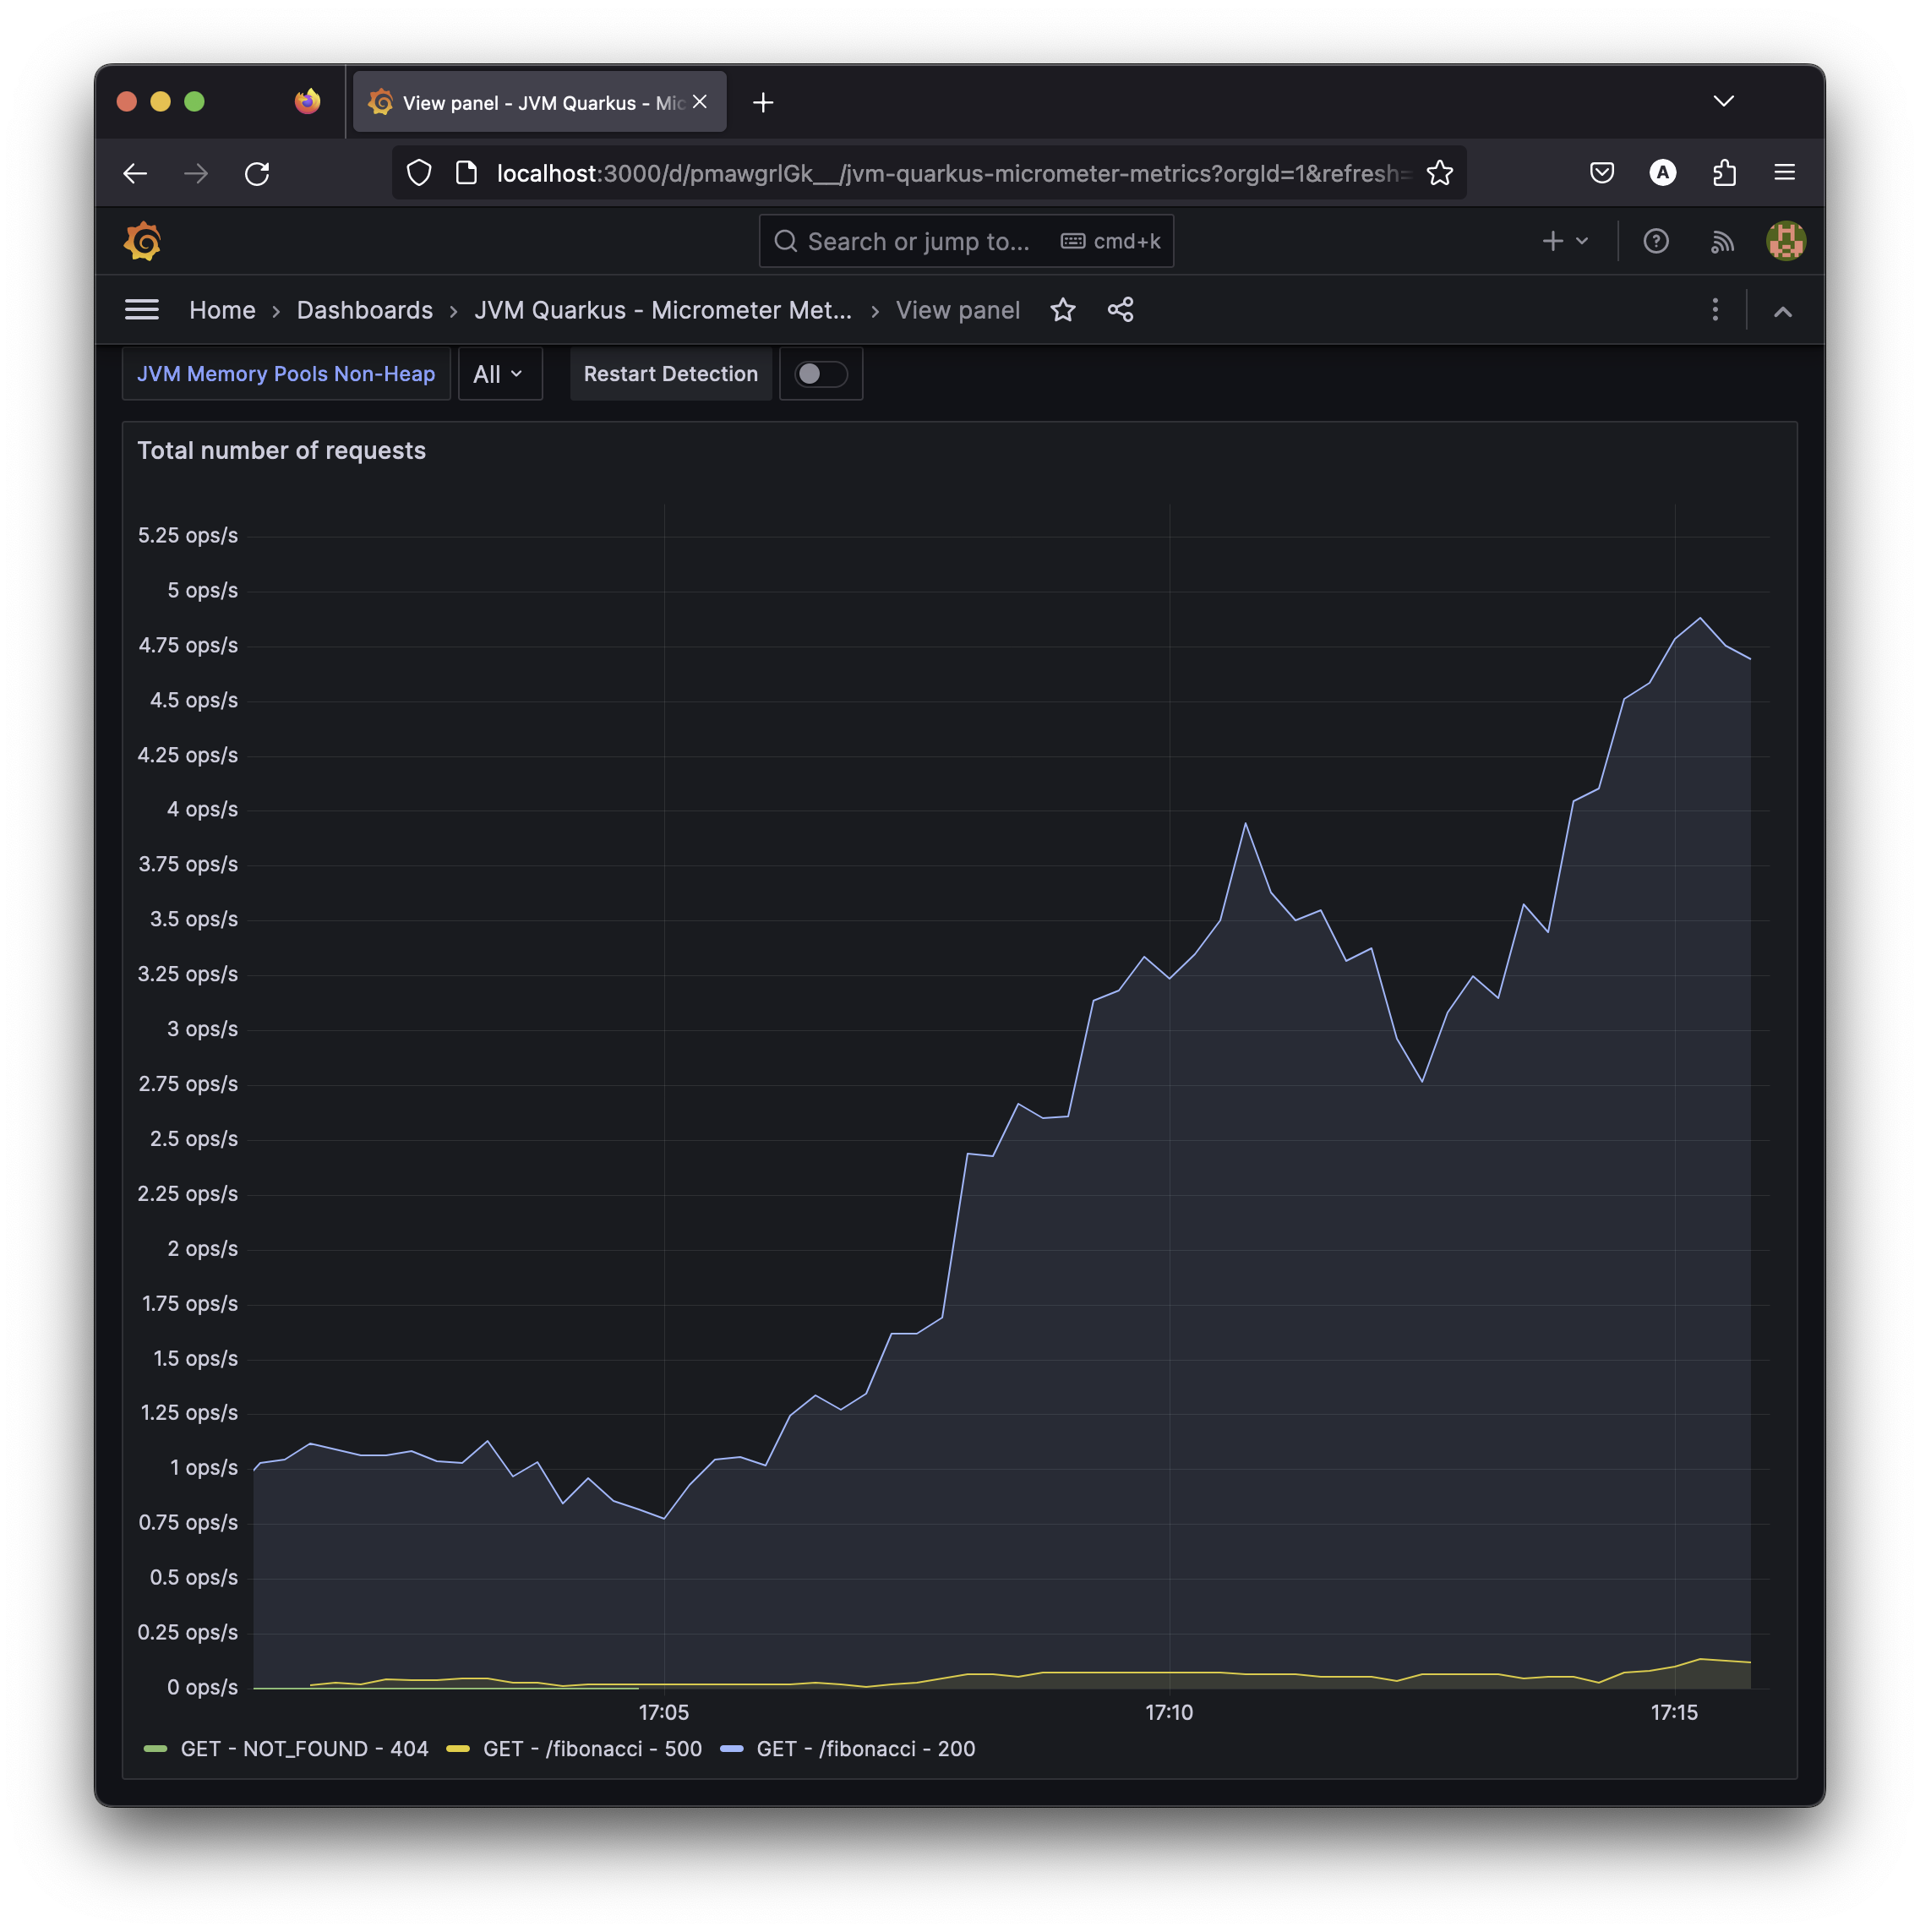 View panel - JVM Quarkus - Mic
localhost:3000/d/pmawgrlGk__/jvm-quarkus-micrometer-metrics?orgId=1&refresh=
A
Search or jump to... cmd+k
Home › Dashboards › JVM Quarkus - Micrometer Met... › View panel
JVM Memory Pools Non-Heap All Restart Detection
Total number of requests
5.25 ops/s
5 ops/s
4.75 ops/s
4.5 ops/s
4.25 ops/s
4 ops/s
3.75 ops/s
3.5 ops/s
3.25 ops/s
3 ops/s
2.75 ops/s
2.5 ops/s
2.25 ops/s
2 ops/s
1.75 ops/s
1.5 ops/s
1.25 ops/s
1 ops/s
0.75 ops/s
0.5 ops/s
0.25 ops/s
0 ops/s
17:05 17:10 17:15
GET - NOT_FOUND - 404 GET - /fibonacci - 500 GET - /fibonacci - 200